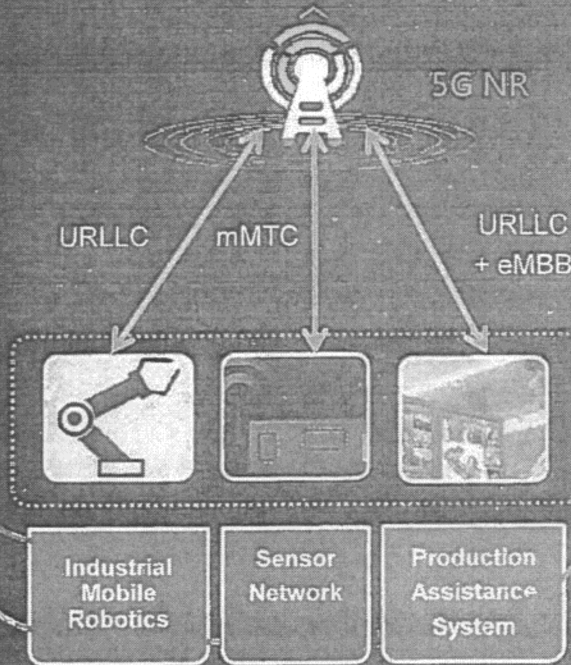 5G NR
URLLC
mMTC
URLLC
+ eMBB
Industrial
Mobile
Robotics
Sensor
Network
Production
Assistance
System